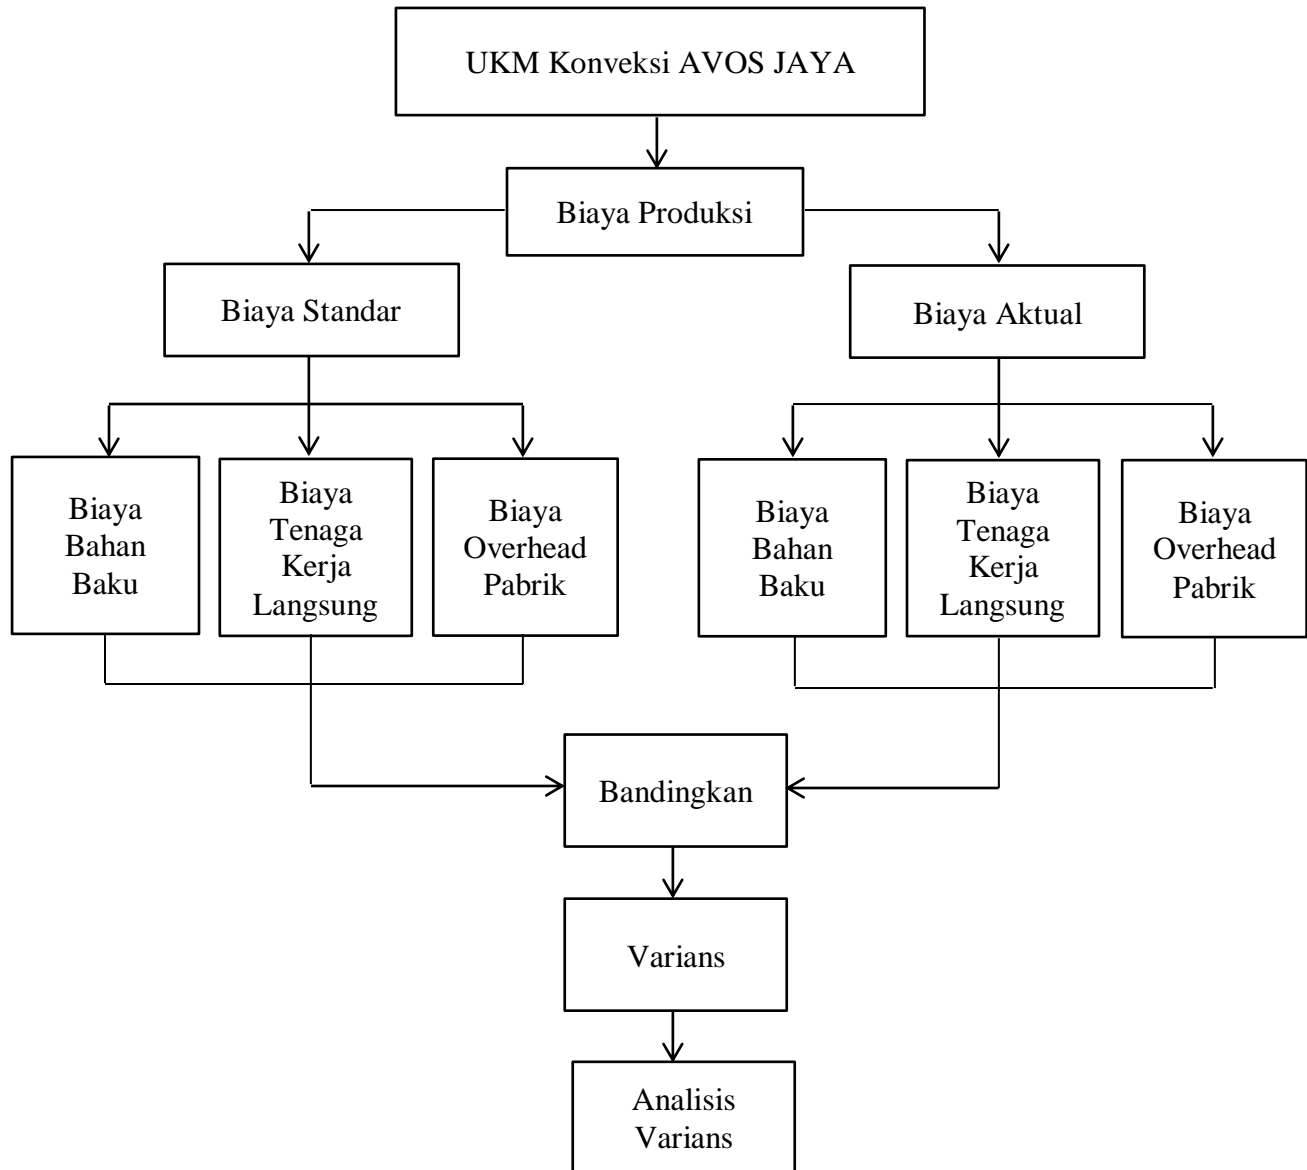 UKM Konveksi AVOS JAYA
Biaya Produksi
Biaya Standar
Biaya Aktual
Biaya
Bahan
Baku
Biaya
Tenaga
Kerja
Langsung
Biaya
Overhead
Pabrik
Biaya
Bahan
Baku
Biaya
Tenaga
Kerja
Langsung
Biaya
Overhead
Pabrik
Bandingkan
Varians
Analisis
Varians